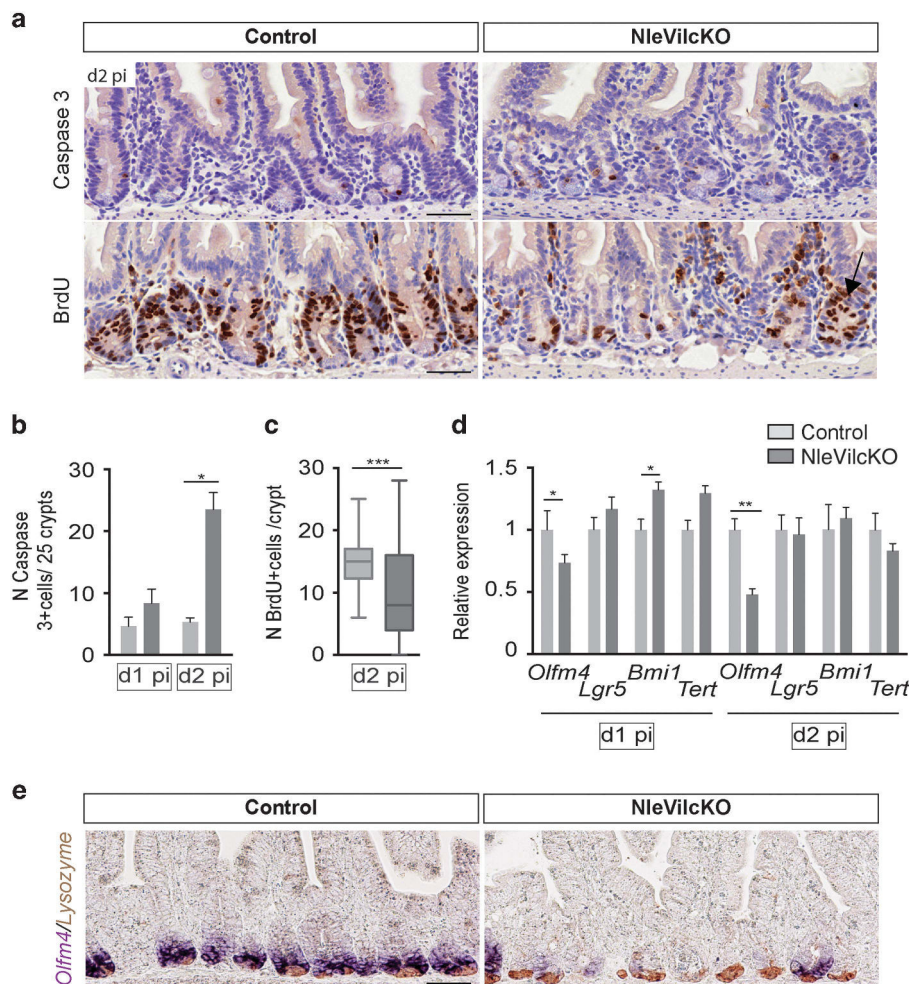 a
Control
NleVilcKO
d2 pi
Caspase 3
BrdU
b
N Caspase
3+cells/ 25 crypts
30
20
10
0
*
d1 pi
d2 pi
c
N BrdU+cells /crypt
30
20
10
0
***
d2 pi
d
Control
NleVilcKO
Relative expression
1.5
1
0.5
0
*
*
**
Olfm4
Lgr5
Bmi1
Tert
Olfm4
Lgr5
Bmi1
Tert
d1 pi
d2 pi
e
Control
NleVilcKO
Olfm4/Lysozyme